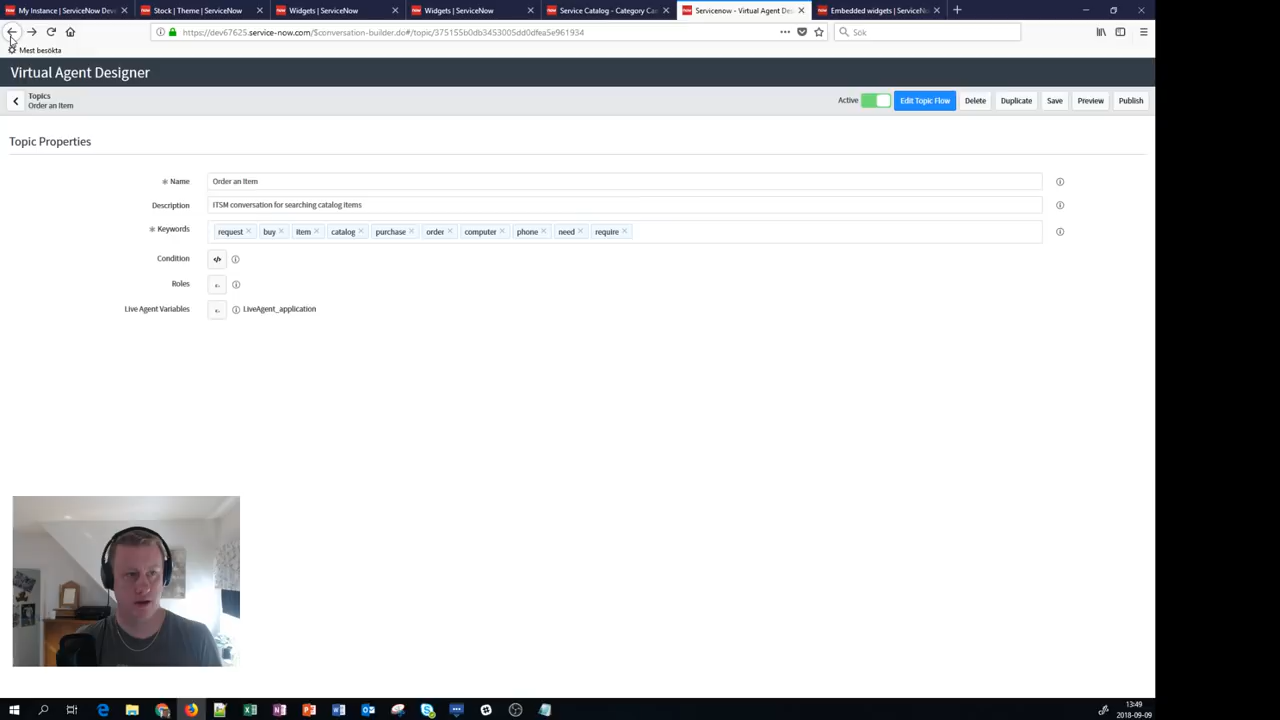 My Instance | ServiceNow Dev
Stock | Theme | ServiceNow
Widgets | ServiceNow
Widgets | ServiceNow
Service Catalog - Category Ca
Servicenow - Virtual Agent De
Embedded widgets | ServiceN
https://dev67625.service-now.com/$conversation-builder.do#/topic/375155b0db3453005dd0dfea5e961934
Sök
Mest besökta
Virtual Agent Designer
Topics
Order an Item
Active
Edit Topic Flow
Delete
Duplicate
Save
Preview
Publish
Topic Properties
Name
Order an Item
Description
ITSM conversation for searching catalog items
Keywords
request buy item catalog purchase order computer phone need require
Condition
Roles
Live Agent Variables
LiveAgent_application
13:49
2018-09-09